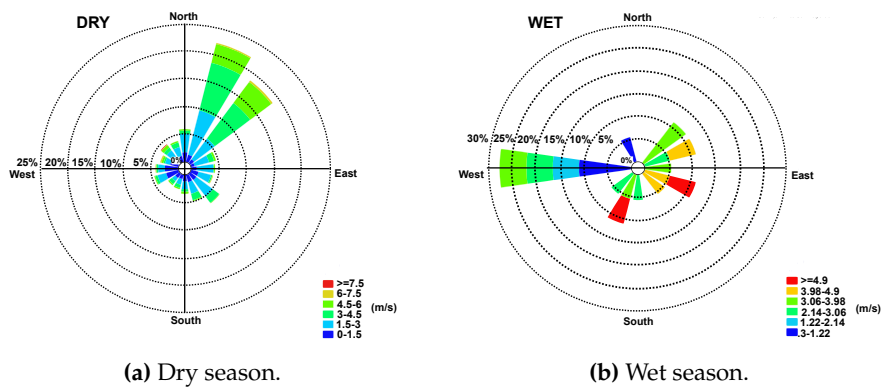 DRY
North
25% 20% 15% 10% 5% 0%
West
East
South
>=7.5
6-7.5
4.5-6
3-4.5
1.5-3
0-1.5
(m/s)
(a) Dry season.
WET
North
30% 25% 20% 15% 10% 5%
0%
West
East
South
>=4.9
3.98-4.9
3.06-3.98
2.14-3.06
1.22-2.14
.3-1.22
(m/s)
(b) Wet season.